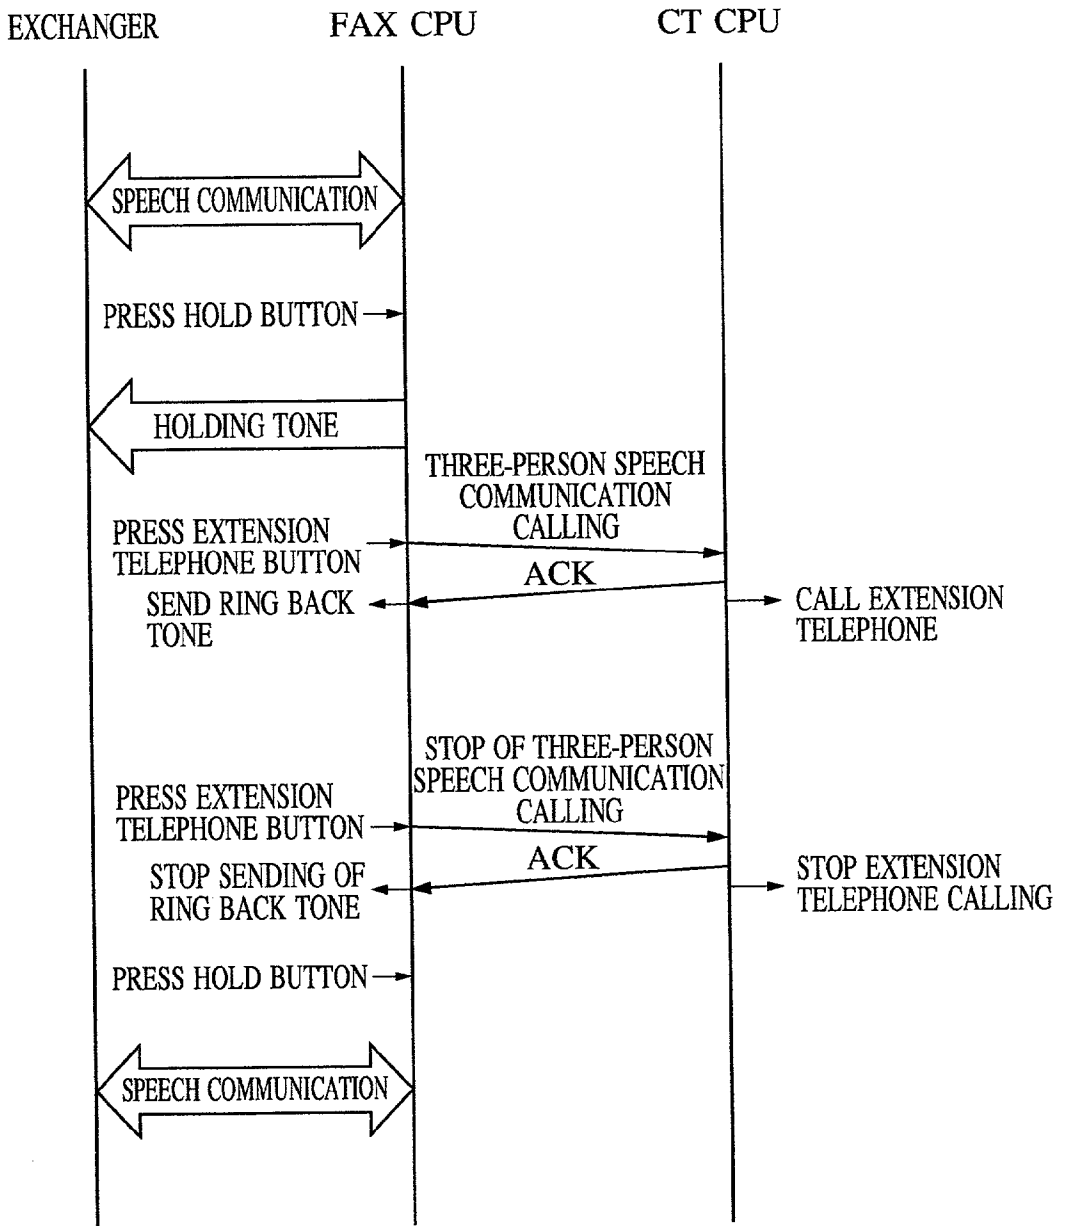 EXCHANGER
FAX CPU
CT CPU
SPEECH COMMUNICATION
PRESS HOLD BUTTON
HOLDING TONE
THREE-PERSON SPEECH
COMMUNICATION
CALLING
PRESS EXTENSION
TELEPHONE BUTTON
ACK
SEND RING BACK
TONE
CALL EXTENSION
TELEPHONE
STOP OF THREE-PERSON
SPEECH COMMUNICATION
CALLING
PRESS EXTENSION
TELEPHONE BUTTON
ACK
STOP SENDING OF
RING BACK TONE
STOP EXTENSION
TELEPHONE CALLING
PRESS HOLD BUTTON
SPEECH COMMUNICATION